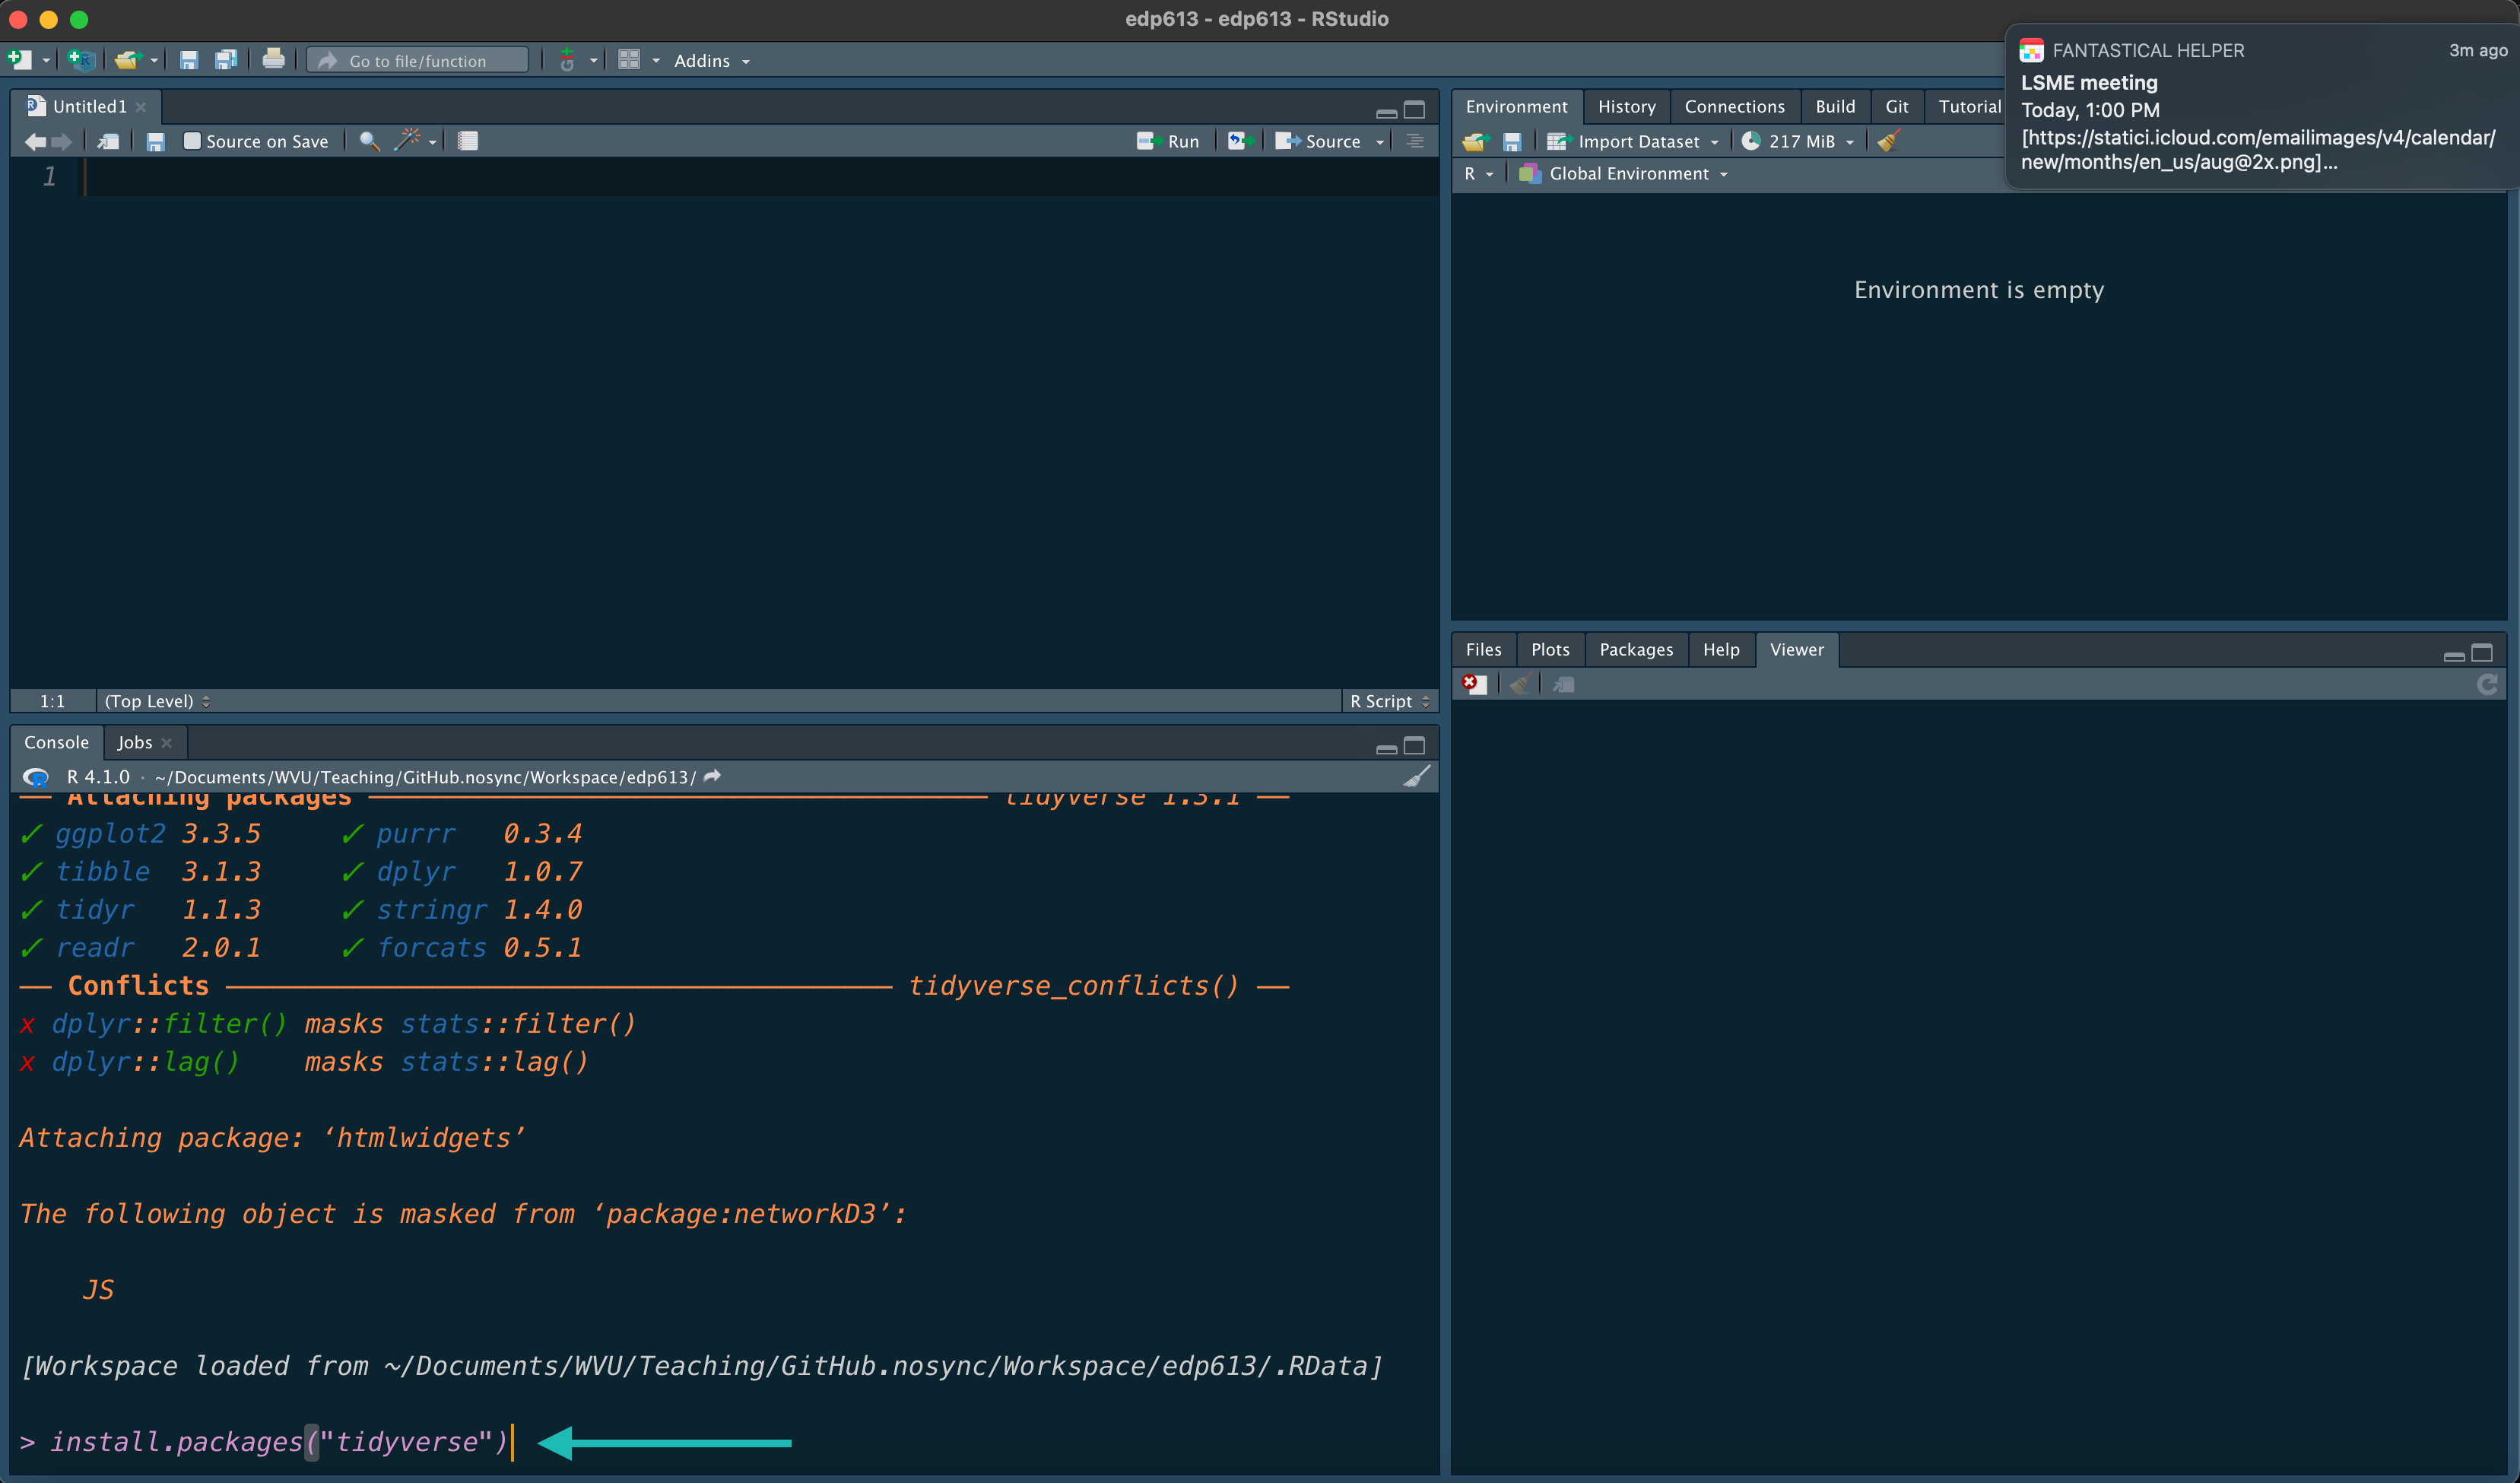 edp613 - edp613 - RStudio
Go to file/function
Addins
FANTASTICAL HELPER 3m ago
LSME meeting
Today, 1:00 PM
[https://statici.icloud.com/emailimages/v4/calendar/
new/months/en_us/aug@2x.png]...
Untitled1
Source on Save Run Source
1
1:1 (Top Level) R Script
Environment History Connections Build Git Tutorial
Import Dataset 217 MiB
R Global Environment
Environment is empty
Files Plots Packages Help Viewer
Console Jobs
R 4.1.0 · ~/Documents/WVU/Teaching/GitHub.nosync/Workspace/edp613/
── Attaching packages ─────────────────── tidyverse 1.3.1 ──
✓ ggplot2 3.3.5 ✓ purrr 0.3.4
✓ tibble 3.1.3 ✓ dplyr 1.0.7
✓ tidyr 1.1.3 ✓ stringr 1.4.0
✓ readr 2.0.1 ✓ forcats 0.5.1
── Conflicts ─────────────────── tidyverse_conflicts() ──
x dplyr::filter() masks stats::filter()
x dplyr::lag() masks stats::lag()
Attaching package: ‘htmlwidgets’
The following object is masked from ‘package:networkD3’:
JS
[Workspace loaded from ~/Documents/WVU/Teaching/GitHub.nosync/Workspace/edp613/.RData]
> install.packages("tidyverse")